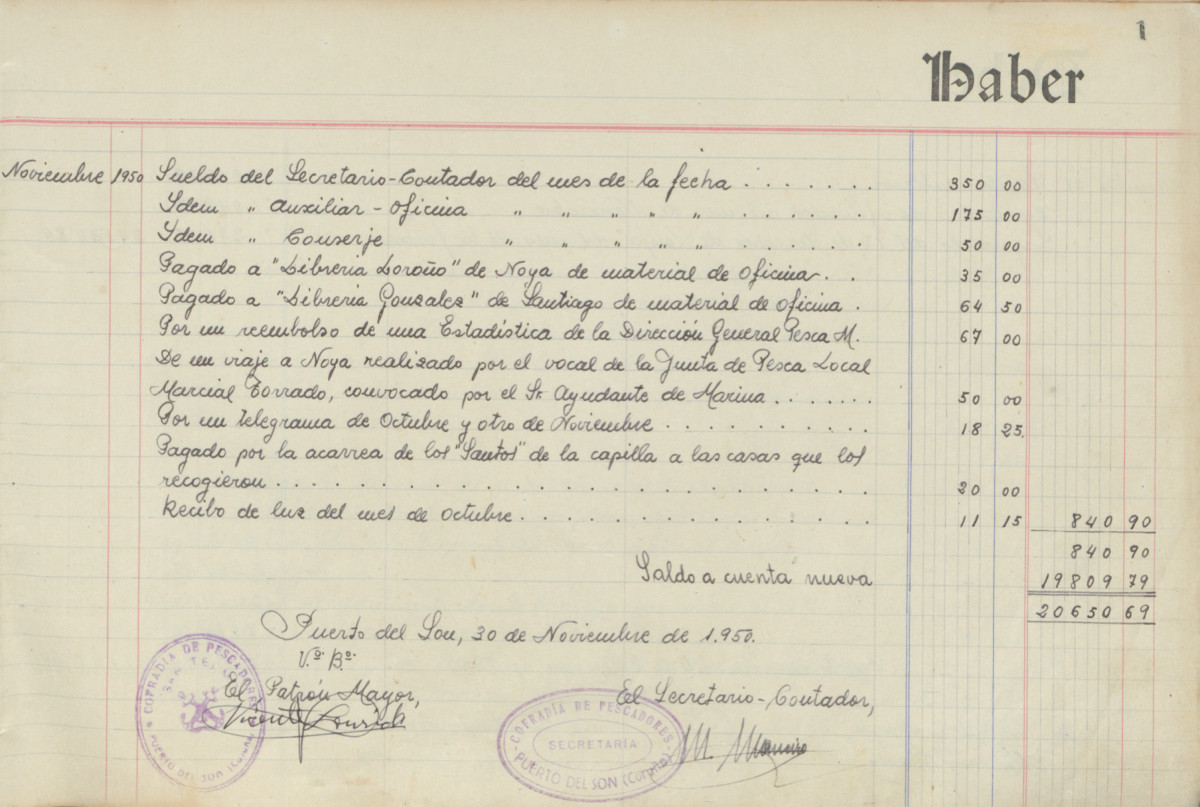 1
Haber
Noviembre 1950 Sueldo del Secretario-Contador del mes de la fecha . . . . . . . 350 00
Idem " Auxiliar - Oficina " " " " " . . . . . . 175 00
Idem " Conserje " " " " " . . . . . . 50 00
Pagado a "Libreria Loroño" de Noya de material de oficina . . 35 00
Pagado a "Libreria Gonzalez" de Santiago de material de oficina . 64 50
Por un reembolso de una Estadística de la Dirección General Pesca M. 67 00
De un viaje a Noya realizado por el vocal de la Junta de Pesca Local
Marcial Torrado, convocado por el Sr. Ayudante de Marina . . . . . . . 50 00
Por un telegrama de Octubre y otro de Noviembre . . . . . . . . . . . 18 25.
Pagado por la acarrea de los "Santos" de la capilla a las casas que los
recogieron . . . . . . . . . . . . . . . . . . . . . . . . 20 00
Recibo de luz del mes de Octubre . . . . . . . . . . . . . . . 11 15 840 90
840 90
Saldo a cuenta nueva 19809 79
20650 69
Puerto del Son, 30 de Noviembre de 1.950.
V.º B.º
El Patrón-Mayor,
El Secretario-Contador,
Vicente
M. Maneiro
COFRADÍA DE PESCADORES
PUERTO DEL SON (Coruña)
COFRADÍA DE PESCADORES
SECRETARÍA
PUERTO DEL SON (Coruña)